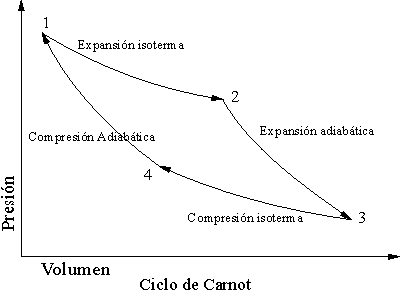 1
Expansión isoterma
2
Expansión adiabática
Compresión Adiabática
4
Compresión isoterma
3
Presión
Volumen
Ciclo de Carnot